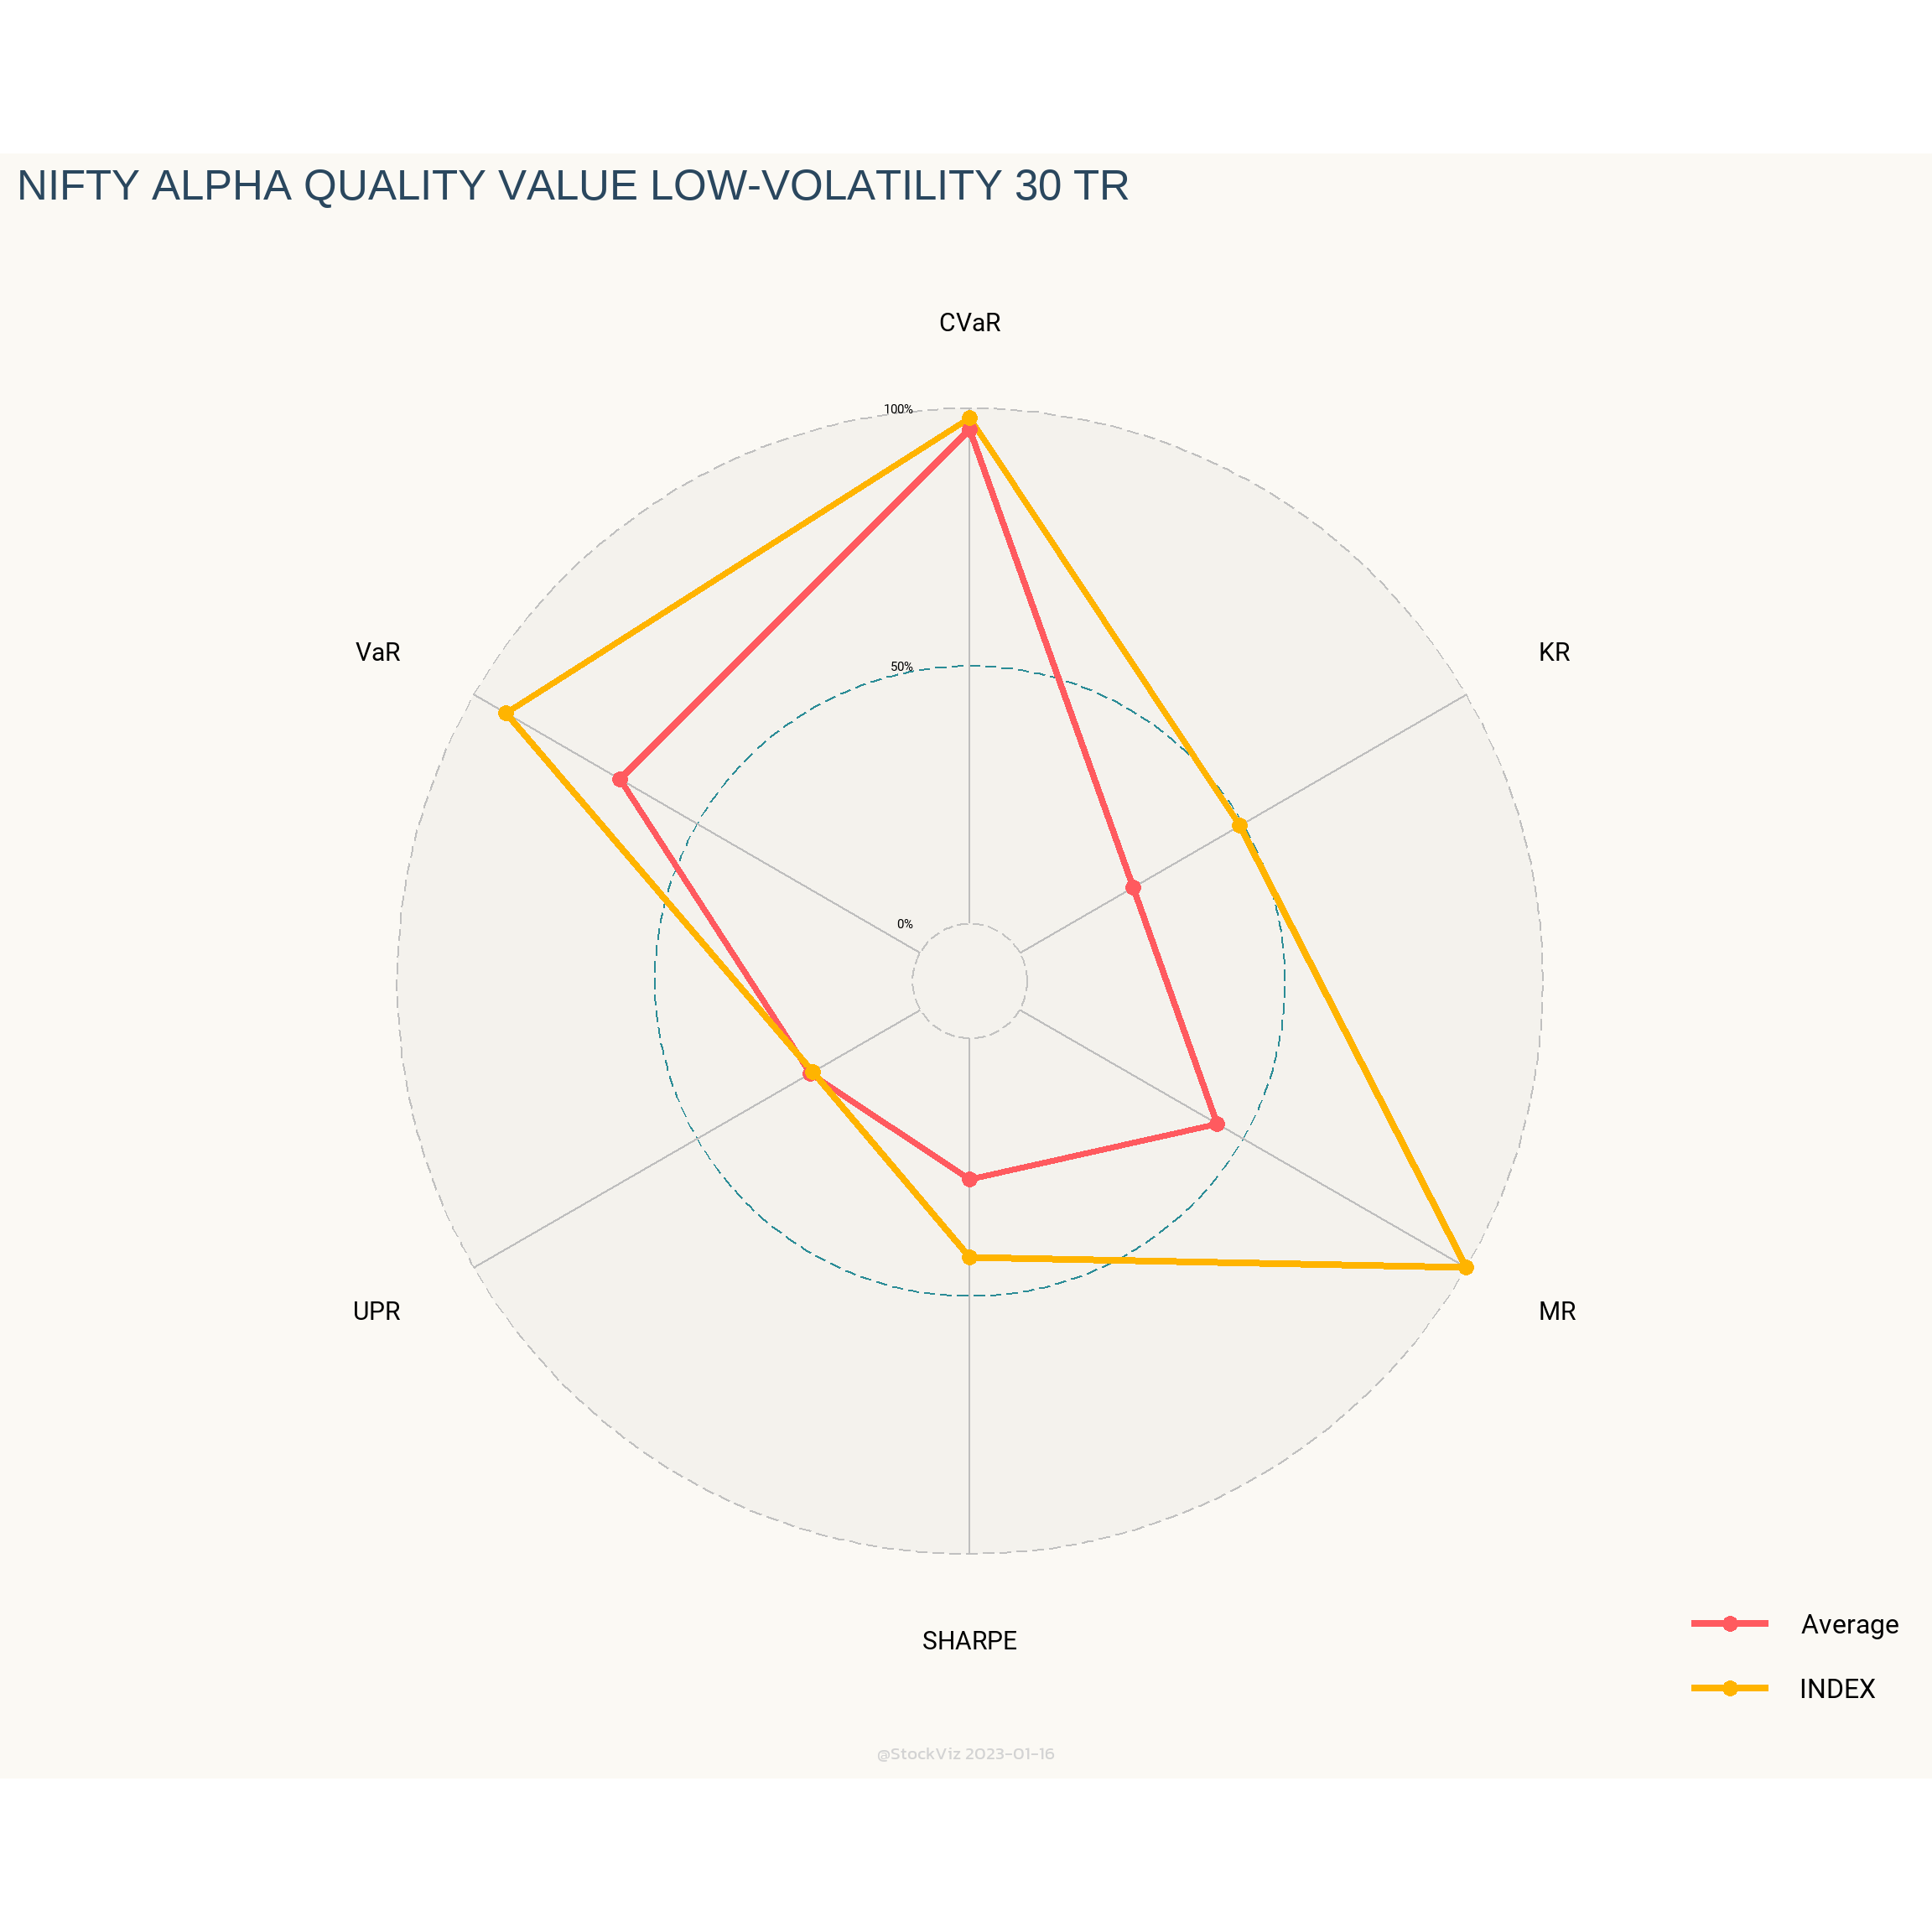 NIFTY ALPHA QUALITY VALUE LOW-VOLATILITY 30 TR
CVaR
100%
VaR
KR
50%
0%
UPR
MR
SHARPE
Average
INDEX
@StockViz 2023-01-16